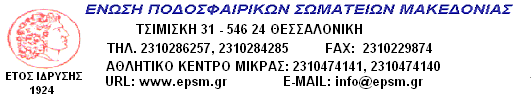 ΕΝΩΣΗ ΠΟΔΟΣΦΑΙΡΙΚΩΝ ΣΩΜΑΤΕΙΩΝ ΜΑΚΕΔΟΝΙΑΣ
ΤΣΙΜΙΣΚΗ 31 - 546 24 ΘΕΣΣΑΛΟΝΙΚΗ
ΤΗΛ. 2310286257, 2310284285 FAX: 2310229874
ΑΘΛΗΤΙΚΟ ΚΕΝΤΡΟ ΜΙΚΡΑΣ: 2310474141, 2310474140
URL: www.epsm.gr E-MAIL: info@epsm.gr
ΕΤΟΣ ΙΔΡΥΣΗΣ
1924